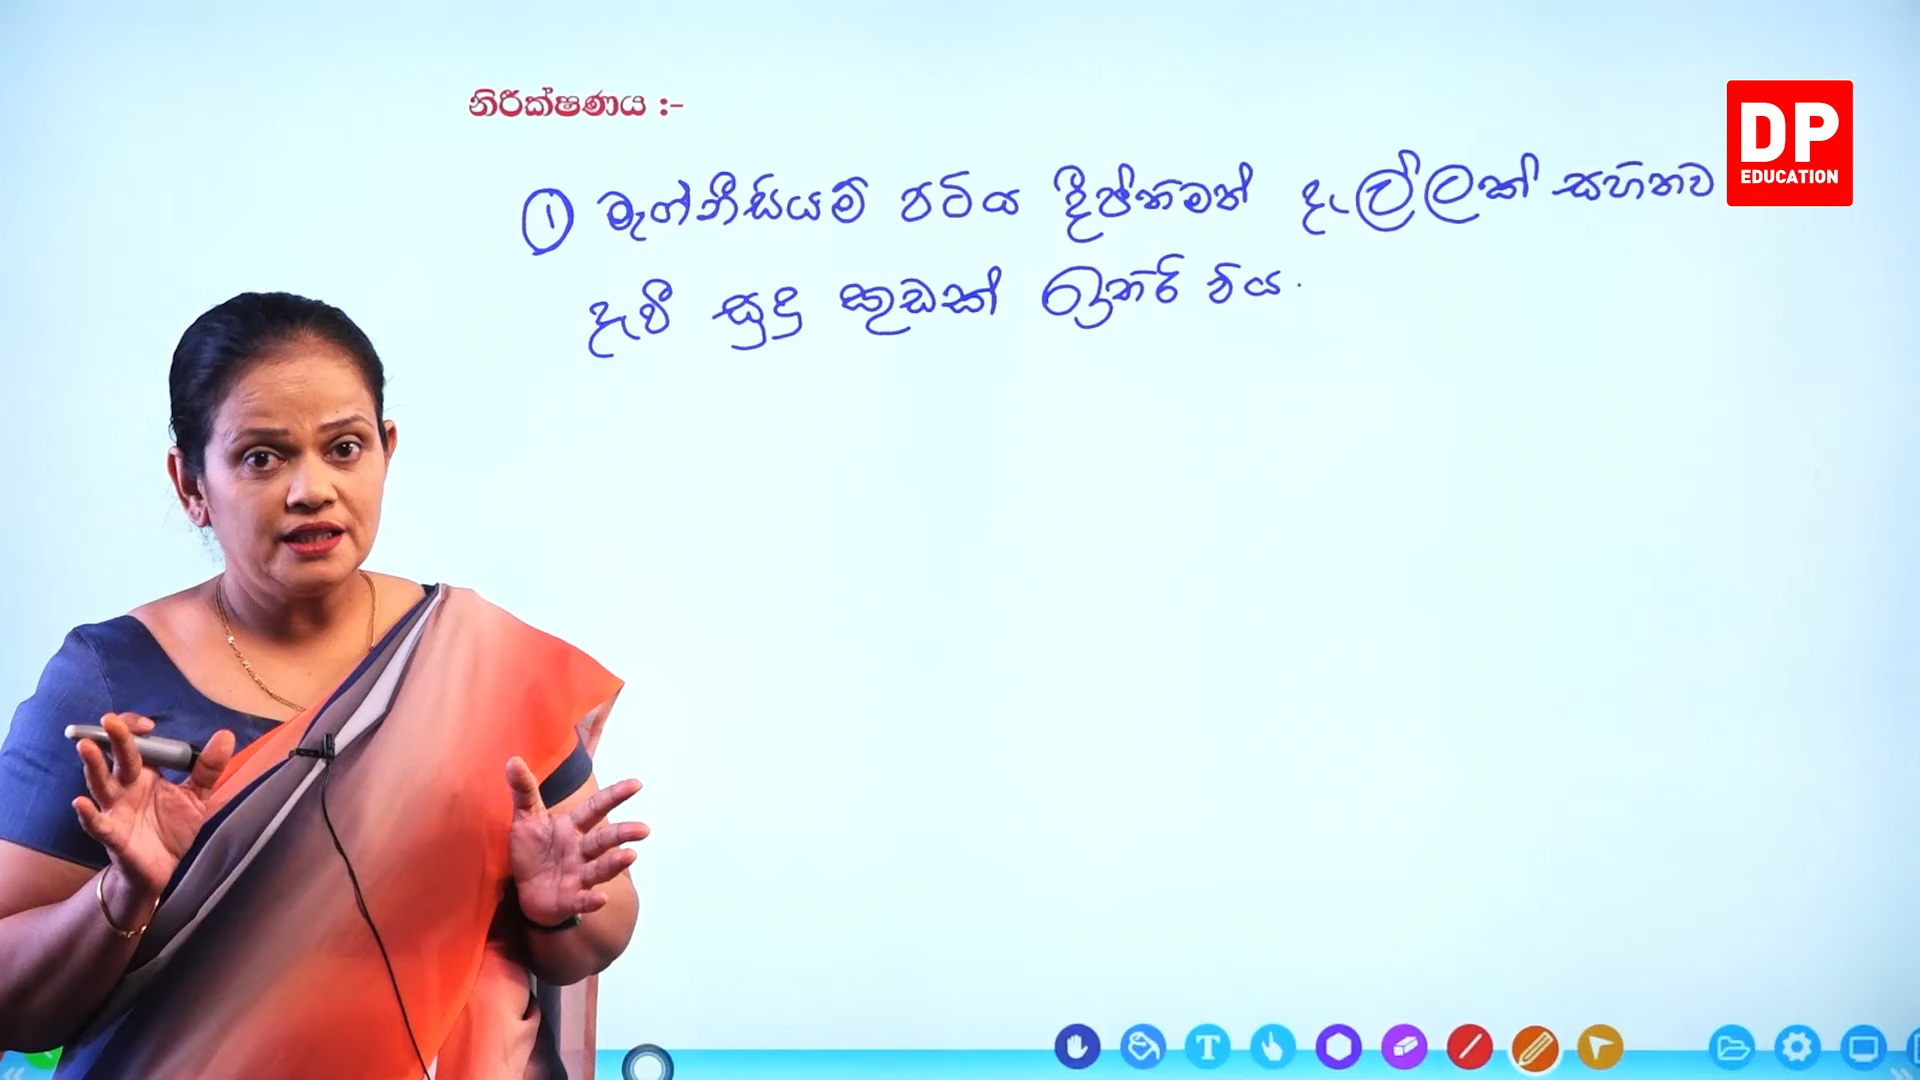 නිරීක්ෂණය :-
DP
EDUCATION
① මැග්නීසියම් පටිය දීප්තිමත් දැල්ලක් සහිතව
දැවී සුදු කුඩක් ඉතිරි විය.